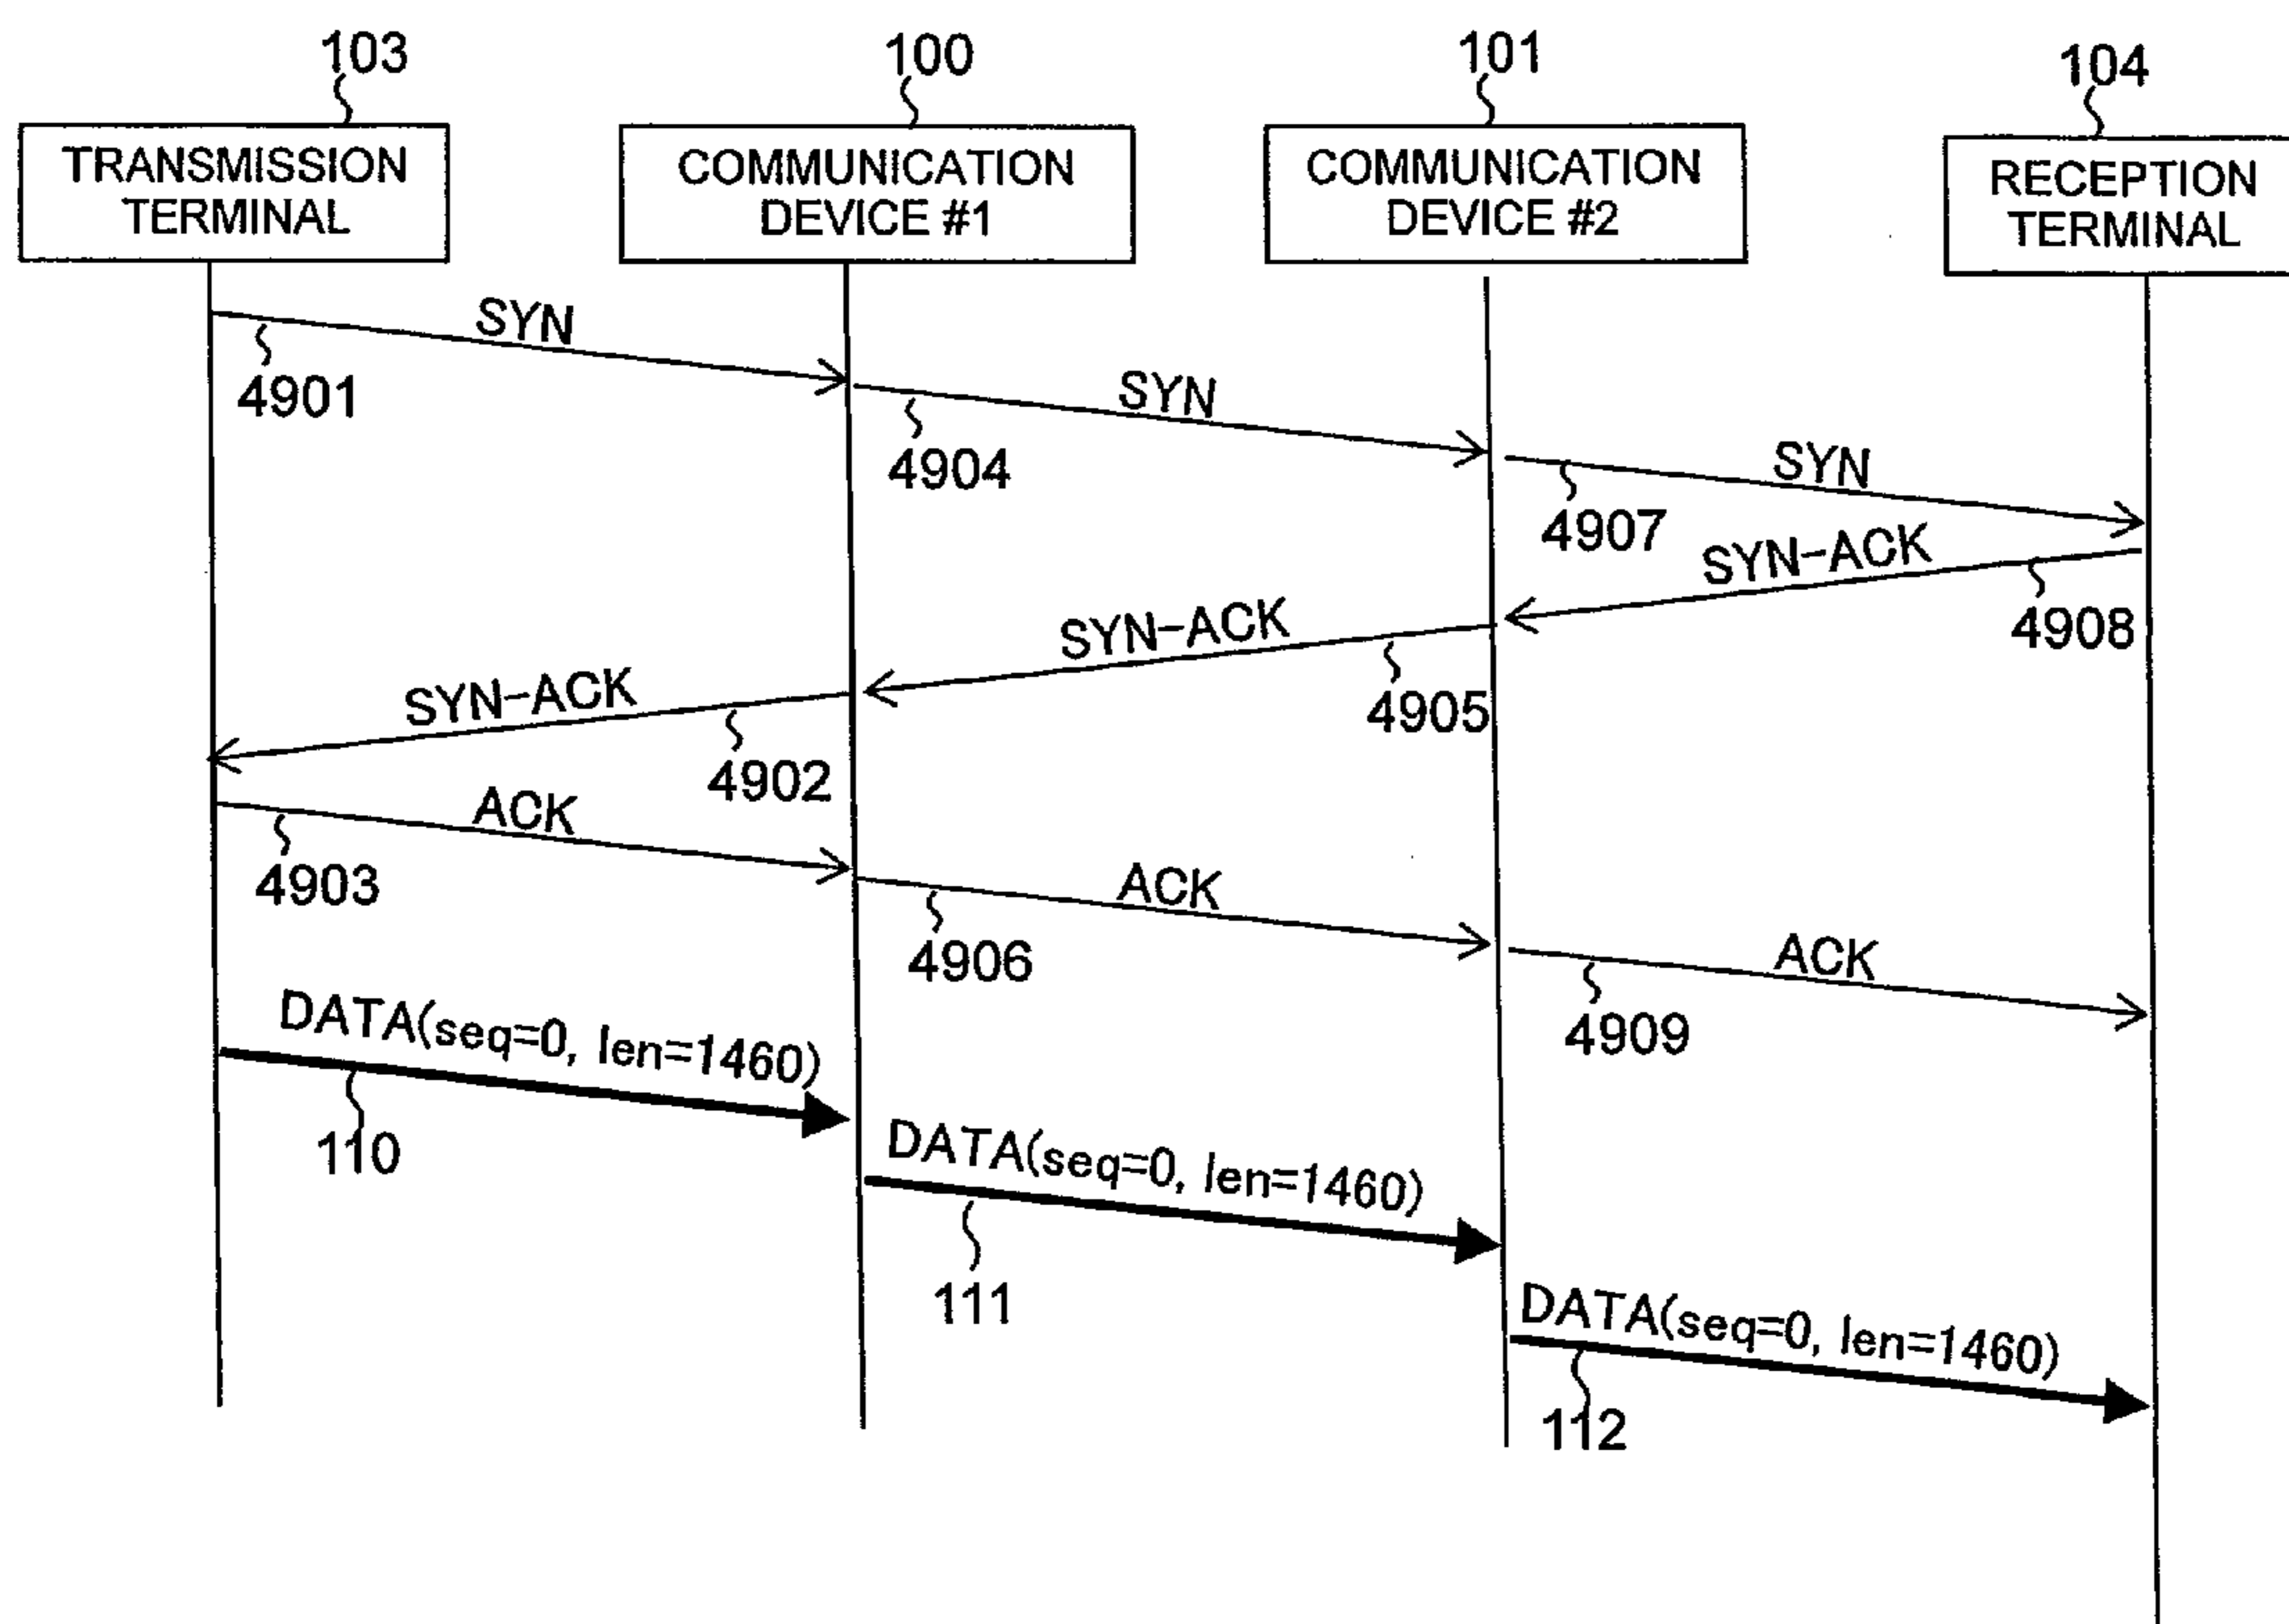 103
100
101
104
TRANSMISSION
TERMINAL
COMMUNICATION
DEVICE #1
COMMUNICATION
DEVICE #2
RECEPTION
TERMINAL
SYN
4901
SYN
4904
SYN
4907
SYN-ACK
4908
SYN-ACK
4905
SYN-ACK
4902
ACK
4903
ACK
4906
ACK
4909
DATA(seq=0, len=1460)
110
DATA(seq=0, len=1460)
111
DATA(seq=0, len=1460)
112